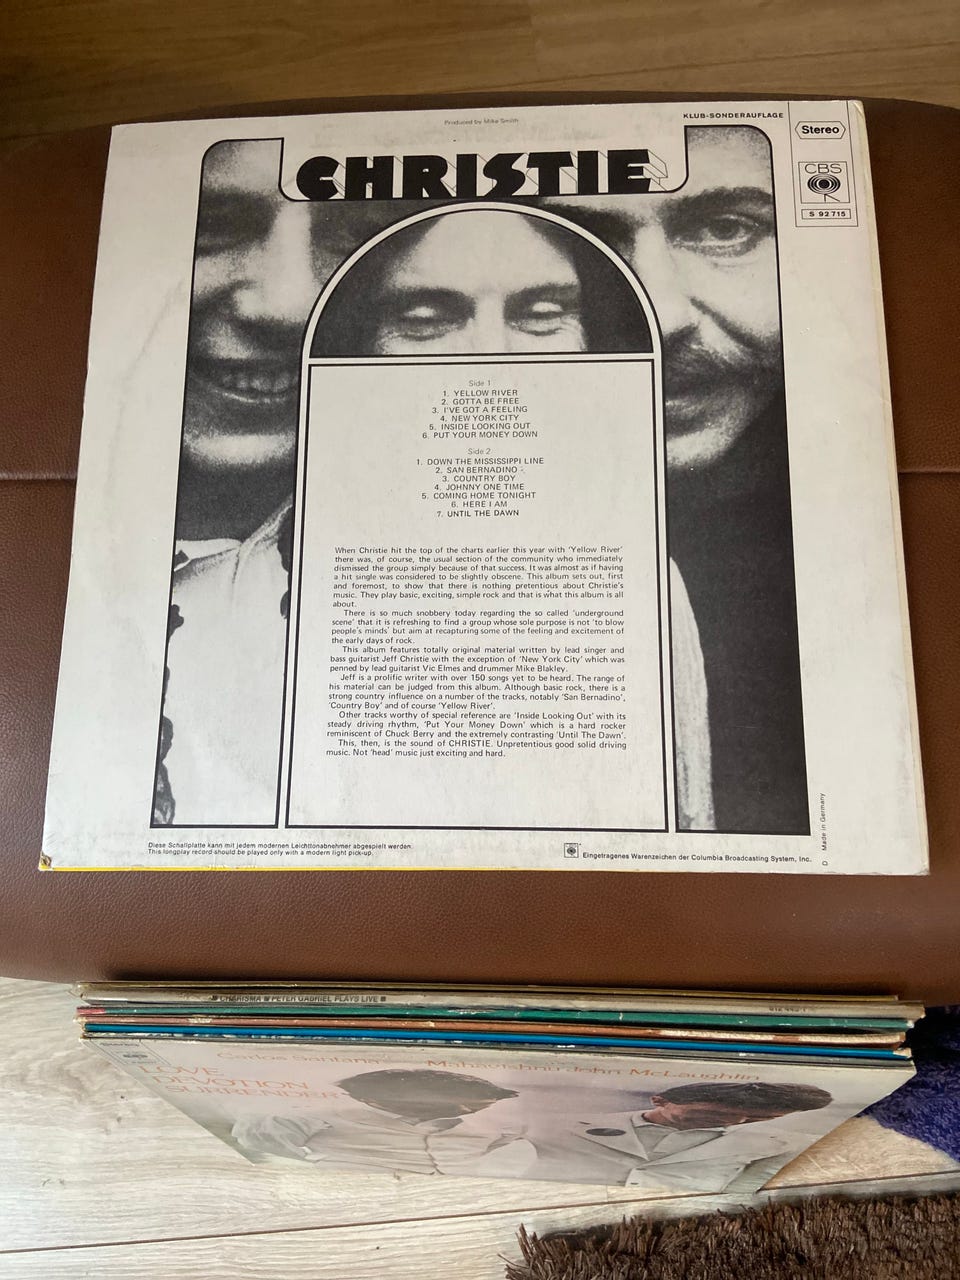 Produced by Mike Smith
KLUB-SONDERAUFLAGE
Stereo
CBS
S 92 715
CHRISTIE
Side 1
1. YELLOW RIVER
2. GOTTA BE FREE
3. I'VE GOT A FEELING
4. NEW YORK CITY
5. INSIDE LOOKING OUT
6. PUT YOUR MONEY DOWN
Side 2
1. DOWN THE MISSISSIPPI LINE
2. SAN BERNADINO
3. COUNTRY BOY
4. JOHNNY ONE TIME
5. COMING HOME TONIGHT
6. HERE I AM
7. UNTIL THE DAWN
When Christie hit the top of the charts earlier this year with 'Yellow River'
there was, of course, the usual section of the community who immediately
dismissed the group simply because of that success. It was almost as if having
a hit single was considered to be slightly obscene. This album sets out, first
and foremost, to show that there is nothing pretentious about Christie's
music. They play basic, exciting, simple rock and that is what this album is all
about.
There is so much snobbery today regarding the so called 'underground
scene' that it is refreshing to find a group whose sole purpose is not 'to blow
people's minds' but aim at recapturing some of the feeling and excitement of
the early days of rock.
This album features totally original material written by lead singer and
bass guitarist Jeff Christie with the exception of 'New York City' which was
penned by lead guitarist Vic Elmes and drummer Mike Blakley.
Jeff is a prolific writer with over 150 songs yet to be heard. The range of
his material can be judged from this album. Although basic rock, there is a
strong country influence on a number of the tracks, notably 'San Bernadino',
'Country Boy' and of course 'Yellow River'.
Other tracks worthy of special reference are 'Inside Looking Out' with its
steady driving rhythm, 'Put Your Money Down' which is a hard rocker
reminiscent of Chuck Berry and the extremely contrasting 'Until The Dawn'.
This, then, is the sound of CHRISTIE. Unpretentious good solid driving
music. Not 'head' music just exciting and hard.
Diese Schallplatte kann mit jedem modernen Leichttonabnehmer abgespielt werden.
This longplay record should be played only with a modern light pick-up.
Eingetragenes Warenzeichen der Columbia Broadcasting System, Inc.
D Made in Germany
CHARISMA PETER GABRIEL PLAYS LIVE
Carlos Santana Mahavishnu John McLaughlin
LOVE
DEVOTION
SURRENDER